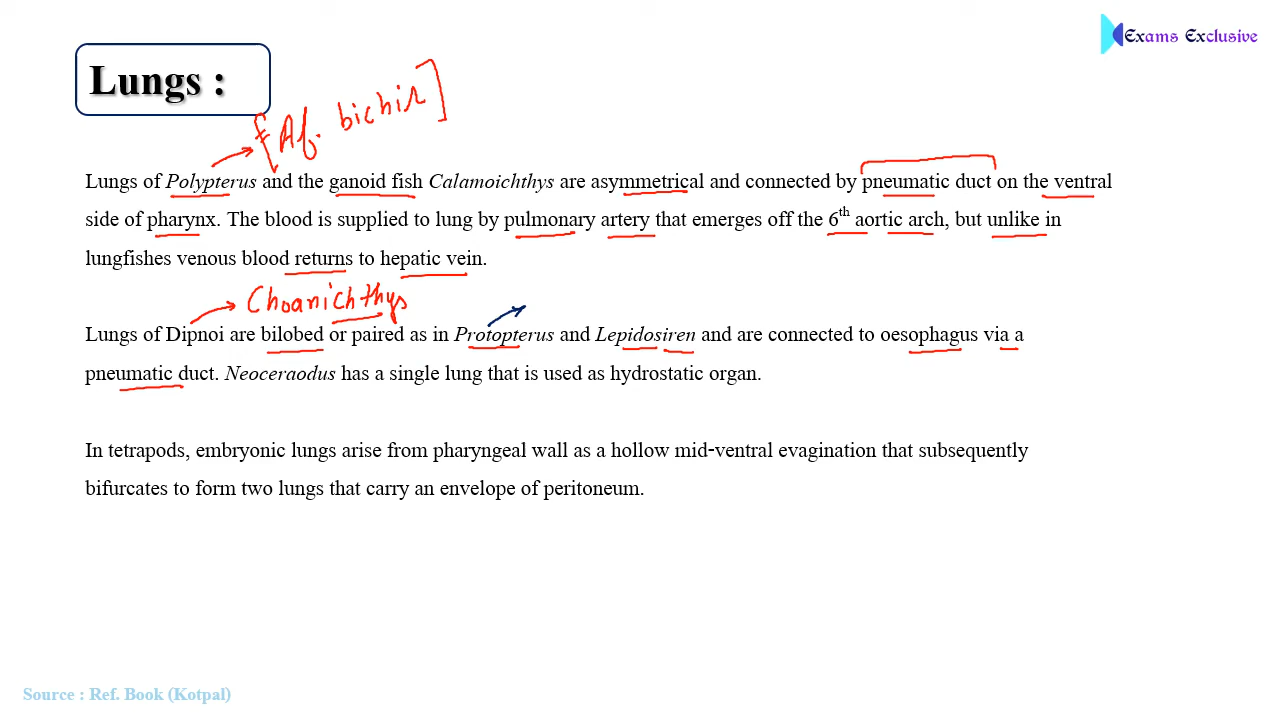 Exams Exclusive
Lungs :
[Af. bichir]
Lungs of Polypterus and the ganoid fish Calamoichthys are asymmetrical and connected by pneumatic duct on the ventral
side of pharynx. The blood is supplied to lung by pulmonary artery that emerges off the 6th aortic arch, but unlike in
lungfishes venous blood returns to hepatic vein.
Choanichthys
Lungs of Dipnoi are bilobed or paired as in Protopterus and Lepidosiren and are connected to oesophagus via a
pneumatic duct. Neoceraodus has a single lung that is used as hydrostatic organ.
In tetrapods, embryonic lungs arise from pharyngeal wall as a hollow mid-ventral evagination that subsequently
bifurcates to form two lungs that carry an envelope of peritoneum.
Source : Ref. Book (Kotpal)